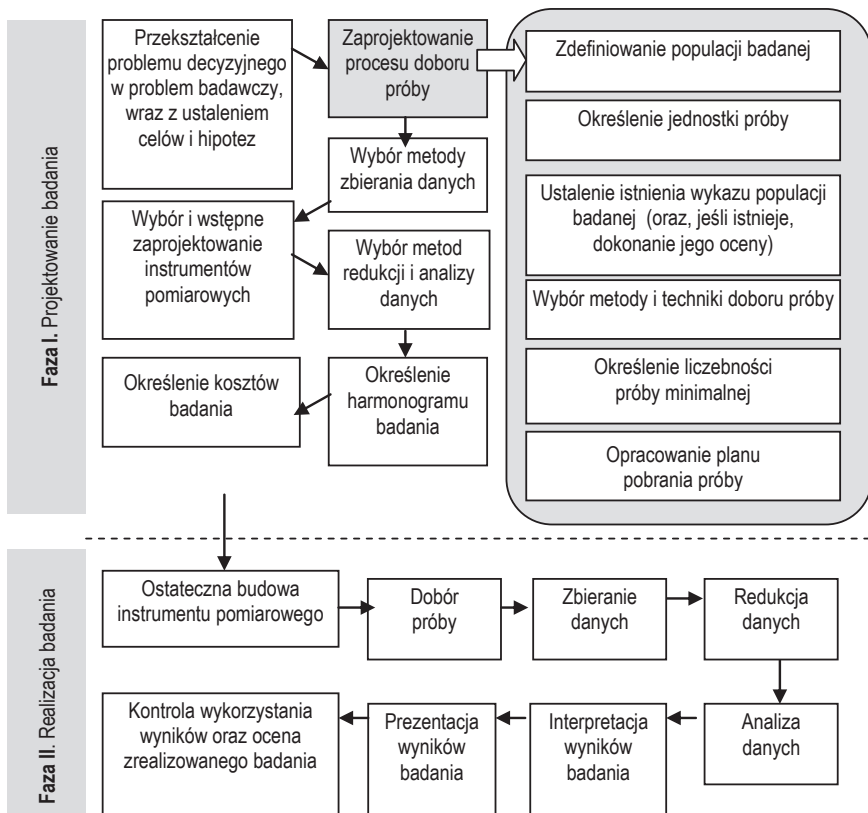 Faza I. Projektowanie badania
Przekształcenie
problemu decyzyjnego
w problem badawczy,
wraz z ustaleniem
celów i hipotez
Zaprojektowanie
procesu doboru
próby
Wybór metody
zbierania danych
Wybór i wstępne
zaprojektowanie
instrumentów
pomiarowych
Wybór metod
redukcji i analizy
danych
Określenie
harmonogramu
badania
Określenie kosztów
badania
Zdefiniowanie populacji badanej
Określenie jednostki próby
Ustalenie istnienia wykazu populacji
badanej (oraz, jeśli istnieje,
dokonanie jego oceny)
Wybór metody i techniki doboru próby
Określenie liczebności
próby minimalnej
Opracowanie planu
pobrania próby
Faza II. Realizacja badania
Ostateczna budowa
instrumentu pomiarowego
Dobór
próby
Zbieranie
danych
Redukcja
danych
Analiza
danych
Interpretacja
wyników
badania
Prezentacja
wyników
badania
Kontrola wykorzystania
wyników oraz ocena
zrealizowanego badania